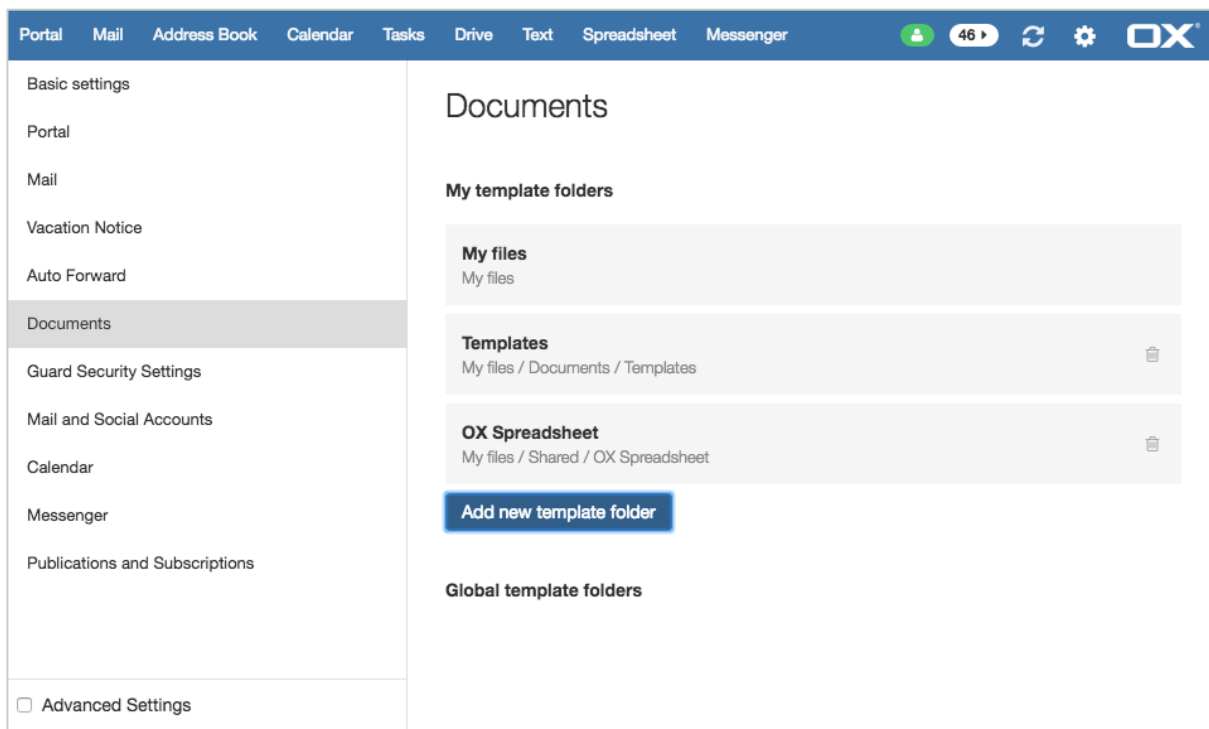 Portal Mail Address Book Calendar Tasks Drive Text Spreadsheet Messenger 46 OX®
Basic settings
Portal
Mail
Vacation Notice
Auto Forward
Documents
Guard Security Settings
Mail and Social Accounts
Calendar
Messenger
Publications and Subscriptions
Advanced Settings
Documents
My template folders
My files
My files
Templates
My files / Documents / Templates
OX Spreadsheet
My files / Shared / OX Spreadsheet
Add new template folder
Global template folders